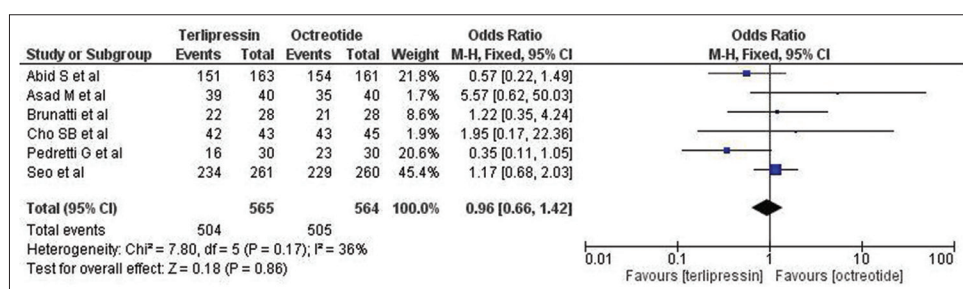 Terlipressin Octreotide Odds Ratio Odds Ratio
Study or Subgroup Events Total Events Total Weight M-H, Fixed, 95% CI M-H, Fixed, 95% CI
Abid S et al 151 163 154 161 21.8% 0.57 [0.22, 1.49]
Asad M et al 39 40 35 40 1.7% 5.57 [0.62, 50.03]
Brunatti et al 22 28 21 28 8.6% 1.22 [0.35, 4.24]
Cho SB et al 42 43 43 45 1.9% 1.95 [0.17, 22.36]
Pedretti G et al 16 30 23 30 20.6% 0.35 [0.11, 1.05]
Seo et al 234 261 229 260 45.4% 1.17 [0.68, 2.03]
Total (95% CI) 565 564 100.0% 0.96 [0.66, 1.42]
Total events 504 505
Heterogeneity: Chi² = 7.80, df = 5 (P = 0.17); I² = 36%
Test for overall effect: Z = 0.18 (P = 0.86)
0.01 0.1 1 10 100
Favours [terlipressin] Favours [octreotide]